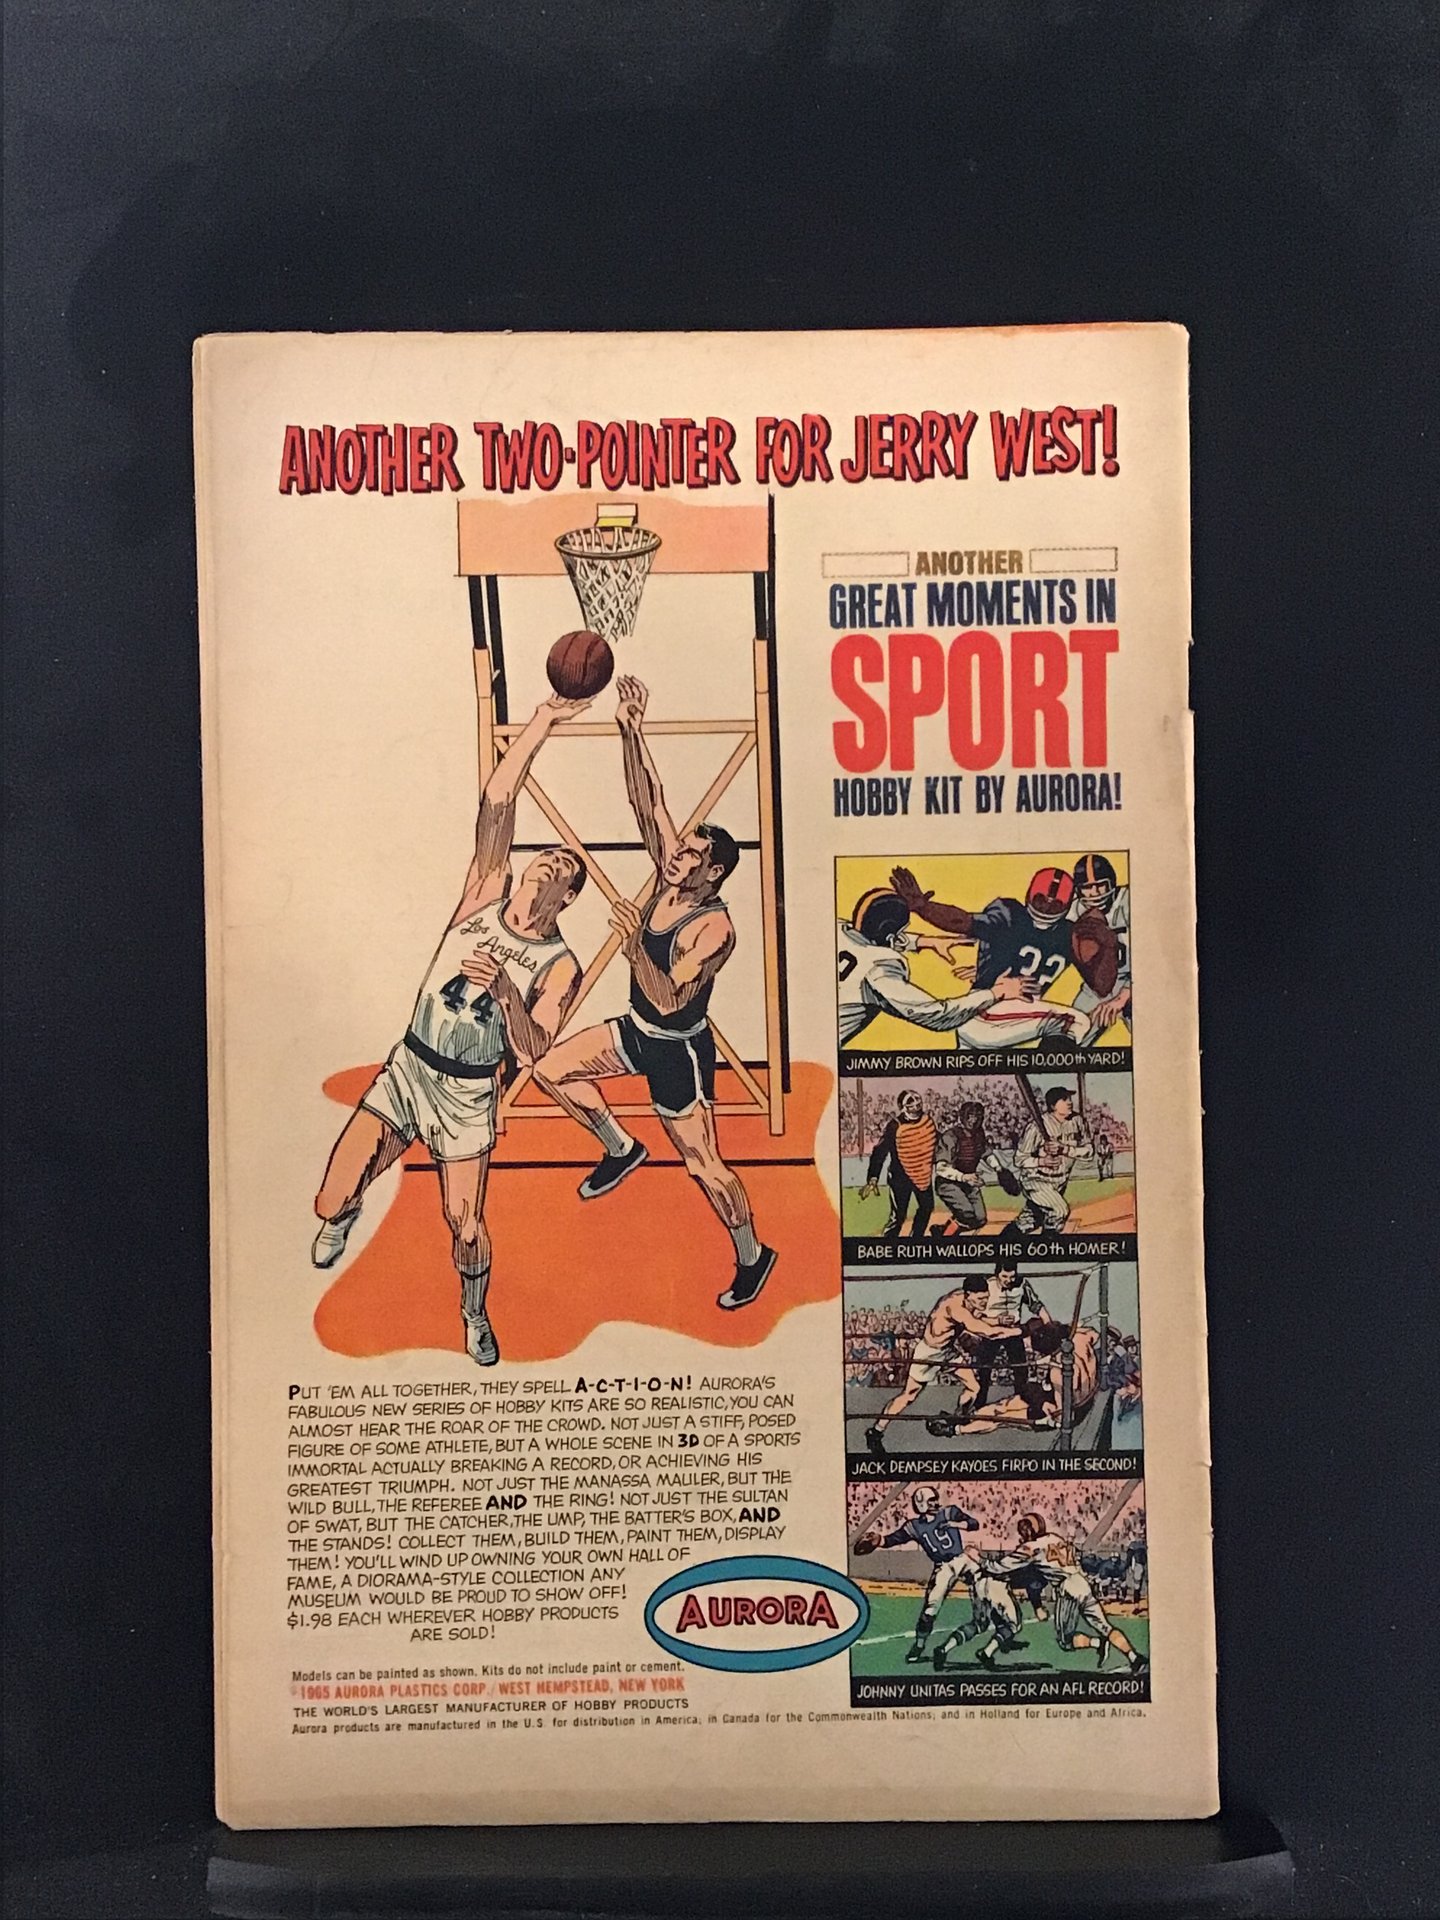 ANOTHER TWO-POINTER FOR JERRY WEST!
ANOTHER
GREAT MOMENTS IN
SPORT
HOBBY KIT BY AURORA!
Los
Angeles
44
32
JIMMY BROWN RIPS OFF HIS 10,000th YARD!
BABE RUTH WALLOPS HIS 60th HOMER!
JACK DEMPSEY KAYOES FIRPO IN THE SECOND!
19
JOHNNY UNITAS PASSES FOR AN AFL RECORD!
PUT 'EM ALL TOGETHER, THEY SPELL A-C-T-I-O-N! AURORA'S
FABULOUS NEW SERIES OF HOBBY KITS ARE SO REALISTIC, YOU CAN
ALMOST HEAR THE ROAR OF THE CROWD. NOT JUST A STIFF, POSED
FIGURE OF SOME ATHLETE, BUT A WHOLE SCENE IN 3D OF A SPORTS
IMMORTAL ACTUALLY BREAKING A RECORD, OR ACHIEVING HIS
GREATEST TRIUMPH. NOT JUST THE MANASSA MAULER, BUT THE
WILD BULL, THE REFEREE AND THE RING! NOT JUST THE SULTAN
OF SWAT, BUT THE CATCHER, THE UMP, THE BATTER'S BOX, AND
THE STANDS! COLLECT THEM, BUILD THEM, PAINT THEM, DISPLAY
THEM! YOU'LL WIND UP OWNING YOUR OWN HALL OF
FAME, A DIORAMA-STYLE COLLECTION ANY
MUSEUM WOULD BE PROUD TO SHOW OFF!
$1.98 EACH WHEREVER HOBBY PRODUCTS
ARE SOLD!
AURORA
Models can be painted as shown. Kits do not include paint or cement.
1965 AURORA PLASTICS CORP., WEST HEMPSTEAD, NEW YORK
THE WORLD'S LARGEST MANUFACTURER OF HOBBY PRODUCTS
Aurora products are manufactured in the U.S. for distribution in America; in Canada for the Commonwealth Nations; and in Holland for Europe and Africa.